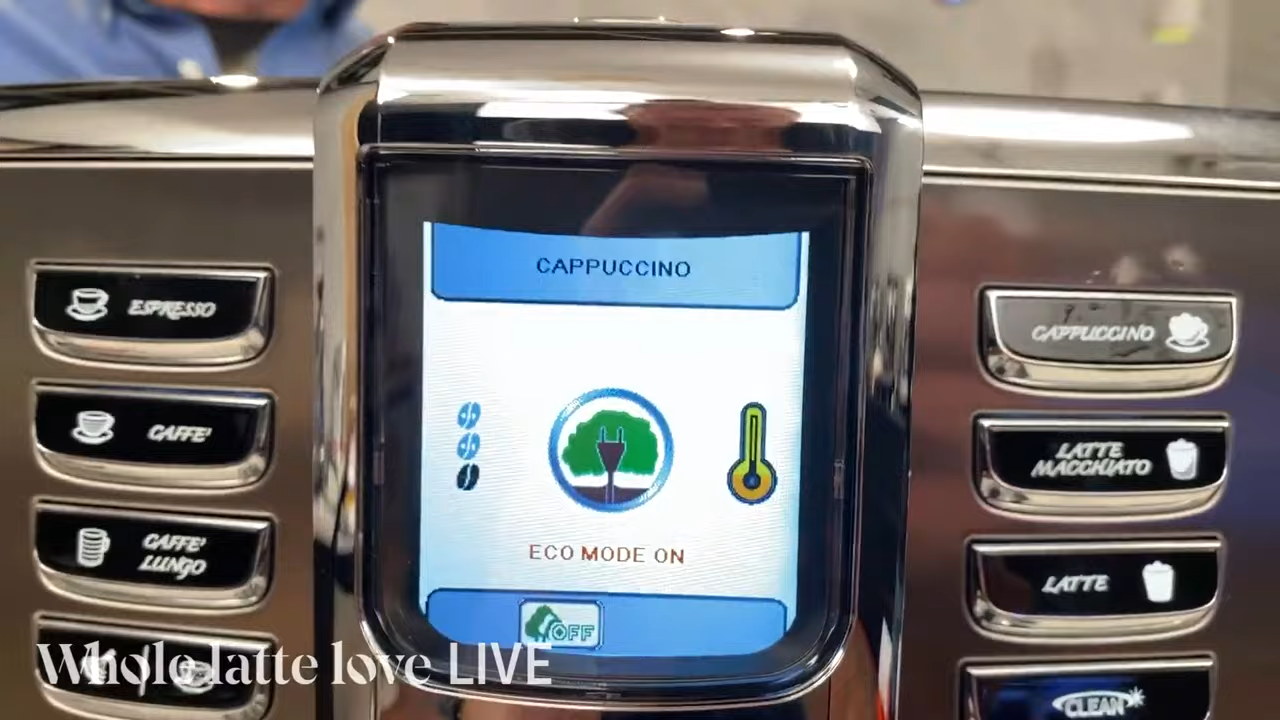 CAPPUCCINO
ESPRESSO
CAFFE'
CAFFE'
LUNGO
ECO MODE ON
OFF
CAPPUCCINO
LATTE
MACCHIATO
LATTE
CLEAN
Whole latte love LIVE